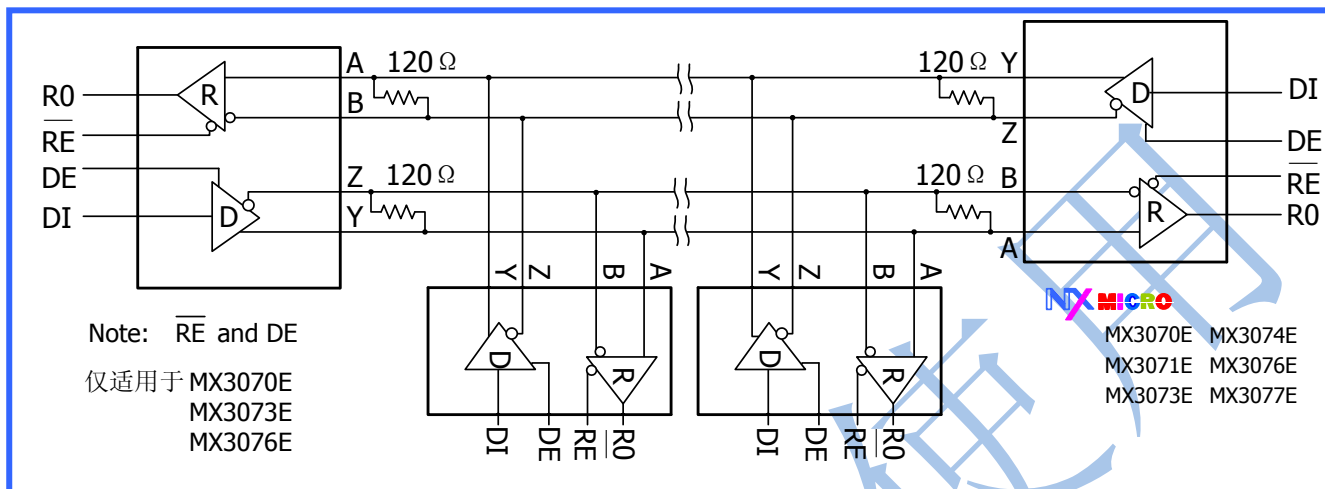 A 120Ω
R0
R
B
RE
DE
Z 120Ω
DI
D
Y
120Ω Y
D
DI
Z
DE
120Ω B
RE
R
R0
A
Y Z B A
Y Z B A
D R
D R
DI DE RE R0
DI DE RE R0
Note: RE and DE
仅适用于 MX3070E
MX3073E
MX3076E
NX MICRO
MX3070E MX3074E
MX3071E MX3076E
MX3073E MX3077E
使用